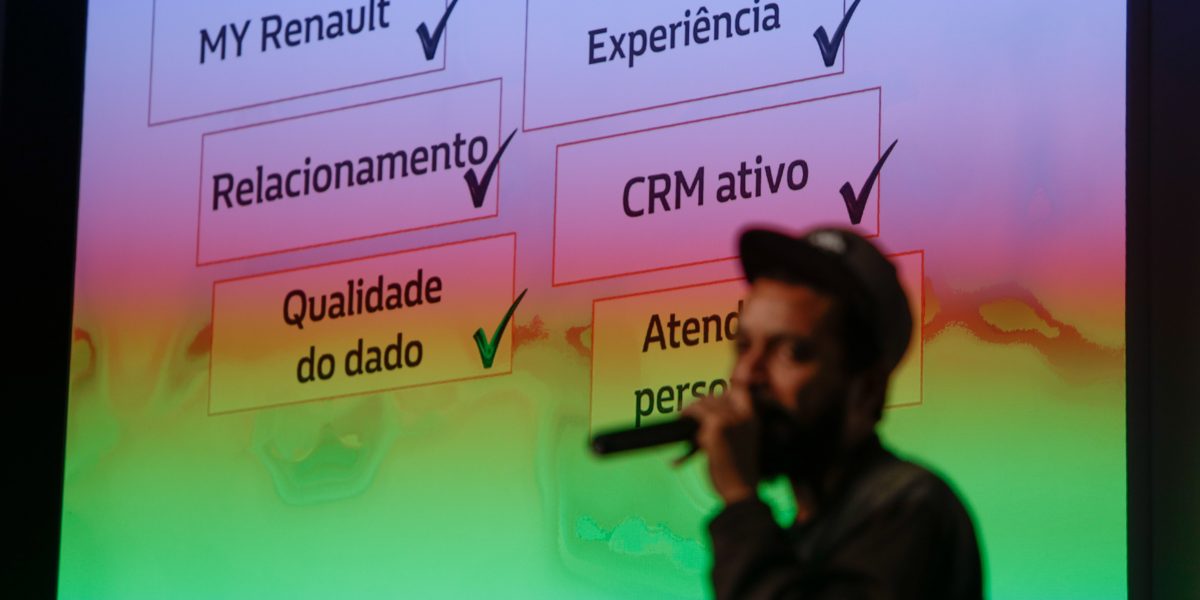 MY Renault
Experiência
Relacionamento
CRM ativo
Qualidade
do dado